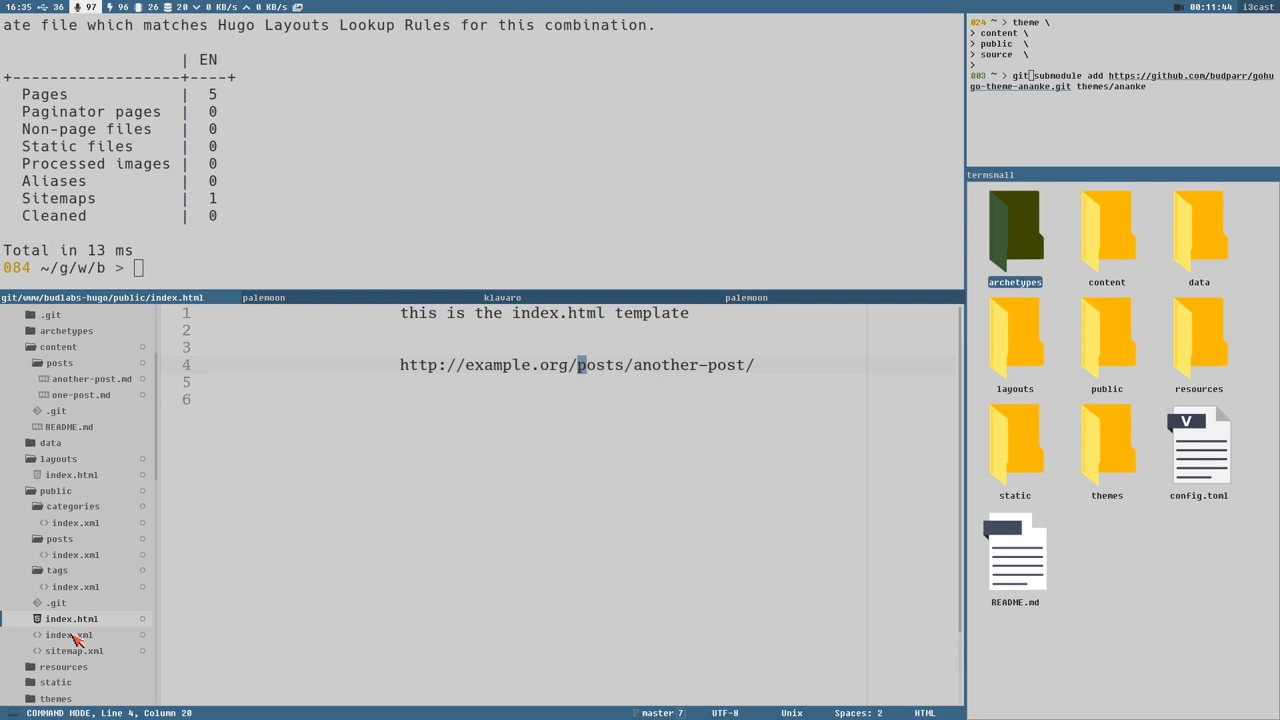 16:35 36 97 96 26 20 0 KB/s 0 KB/s
00:11:44 i3cast
ate file which matches Hugo Layouts Lookup Rules for this combination.
| EN
+------------------+----+
Pages | 5
Paginator pages | 0
Non-page files | 0
Static files | 0
Processed images | 0
Aliases | 0
Sitemaps | 1
Cleaned | 0
Total in 13 ms
084 ~/g/w/b >
024 ~ > theme \
> content \
> public \
> source \
>
003 ~ > git submodule add https://github.com/budparr/gohu
go-theme-ananke.git themes/ananke
termsmall
archetypes
content
data
layouts
public
resources
static
themes
V
config.toml
README.md
git/www/budlabs-hugo/public/index.html
palemoon
klavaro
palemoon
.git
archetypes
content
posts
another-post.md
one-post.md
.git
README.md
data
layouts
index.html
public
categories
<> index.xml
posts
<> index.xml
tags
<> index.xml
.git
index.html
<> index.xml
<> sitemap.xml
resources
static
themes
1 this is the index.html template
2
3
4 http://example.org/posts/another-post/
5
6
COMMAND MODE, Line 4, Column 20
master 7
UTF-8
Unix
Spaces: 2
HTML